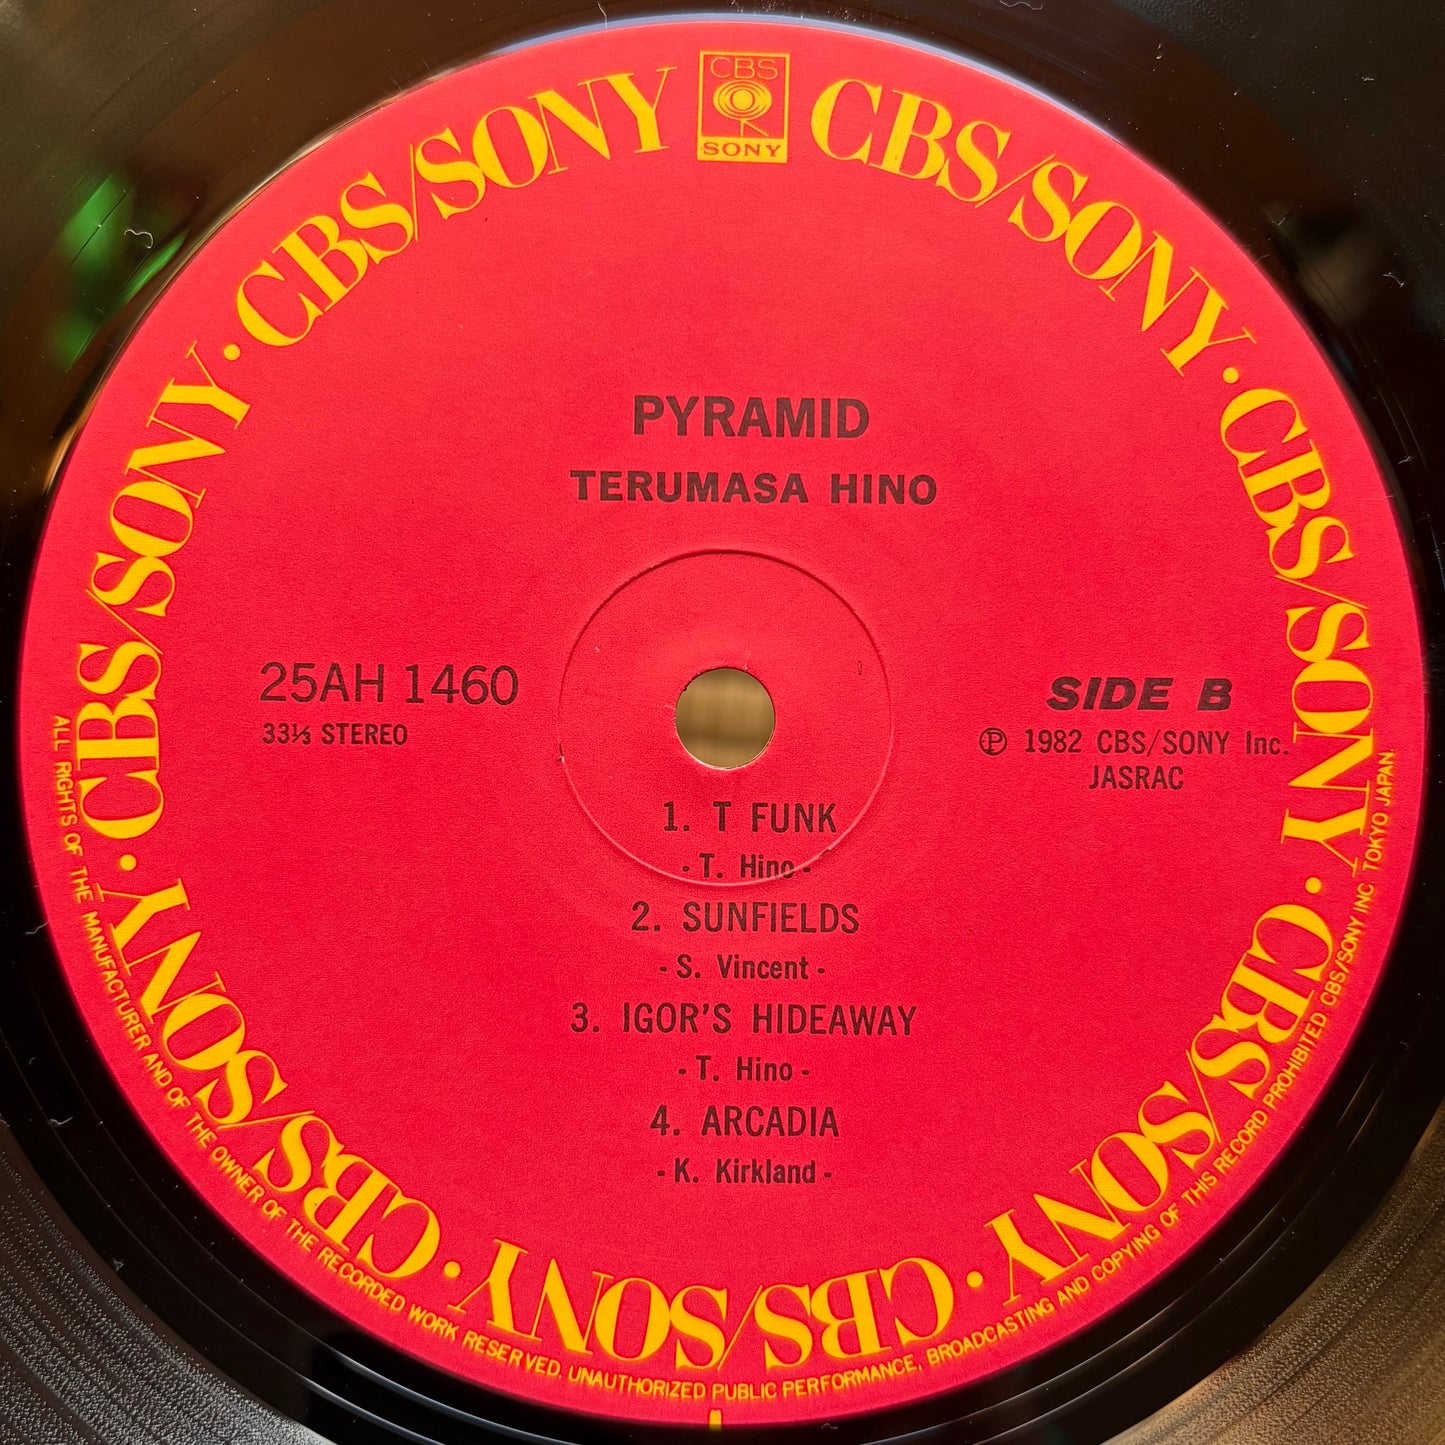 CBS
SONY
CBS/SONY · CBS/SONY · CBS/SONY · CBS/SONY · CBS/SONY · CBS/SONY · CBS/SONY
PYRAMID
TERUMASA HINO
25AH 1460
33⅓ STEREO
SIDE B
Ⓟ 1982 CBS/SONY Inc.
JASRAC
1. T FUNK
- T. Hino -
2. SUNFIELDS
- S. Vincent -
3. IGOR'S HIDEAWAY
- T. Hino -
4. ARCADIA
- K. Kirkland -
ALL RIGHTS OF THE MANUFACTURER AND OF THE OWNER OF THE RECORDED WORK RESERVED. UNAUTHORIZED PUBLIC PERFORMANCE, BROADCASTING AND COPYING OF THIS RECORD PROHIBITED CBS/SONY INC TOKYO JAPAN